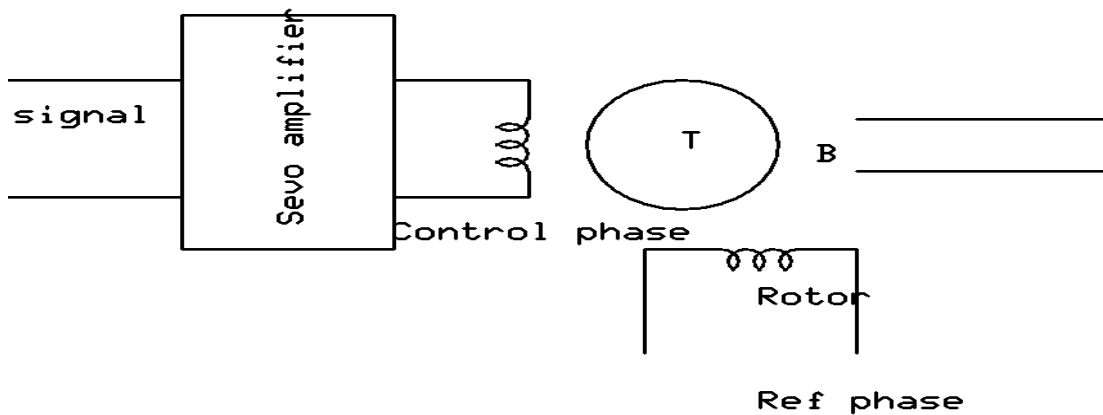 signal
Sevo amplifier
T
B
Control phase
Rotor
Ref phase